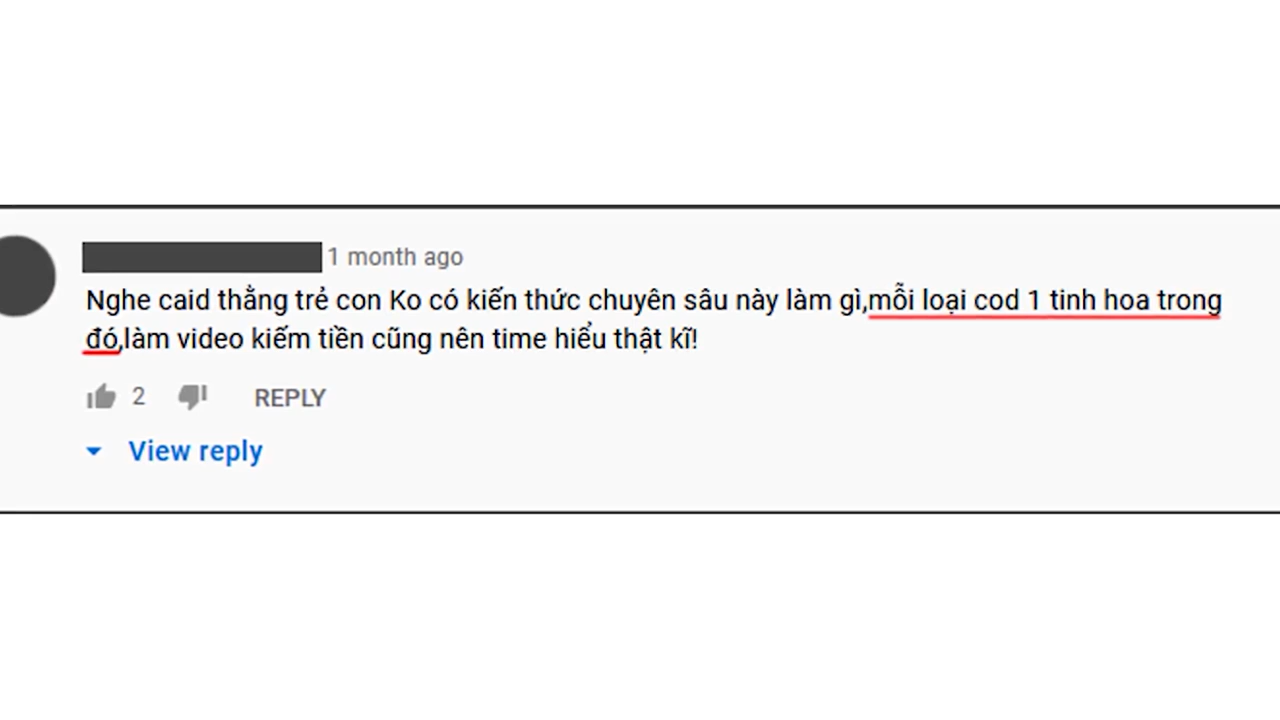 1 month ago
Nghe caid thằng trẻ con Ko có kiến thức chuyên sâu này làm gì,mỗi loại cod 1 tinh hoa trong
đó,làm video kiếm tiền cũng nên time hiểu thật kĩ!
2 REPLY
View reply